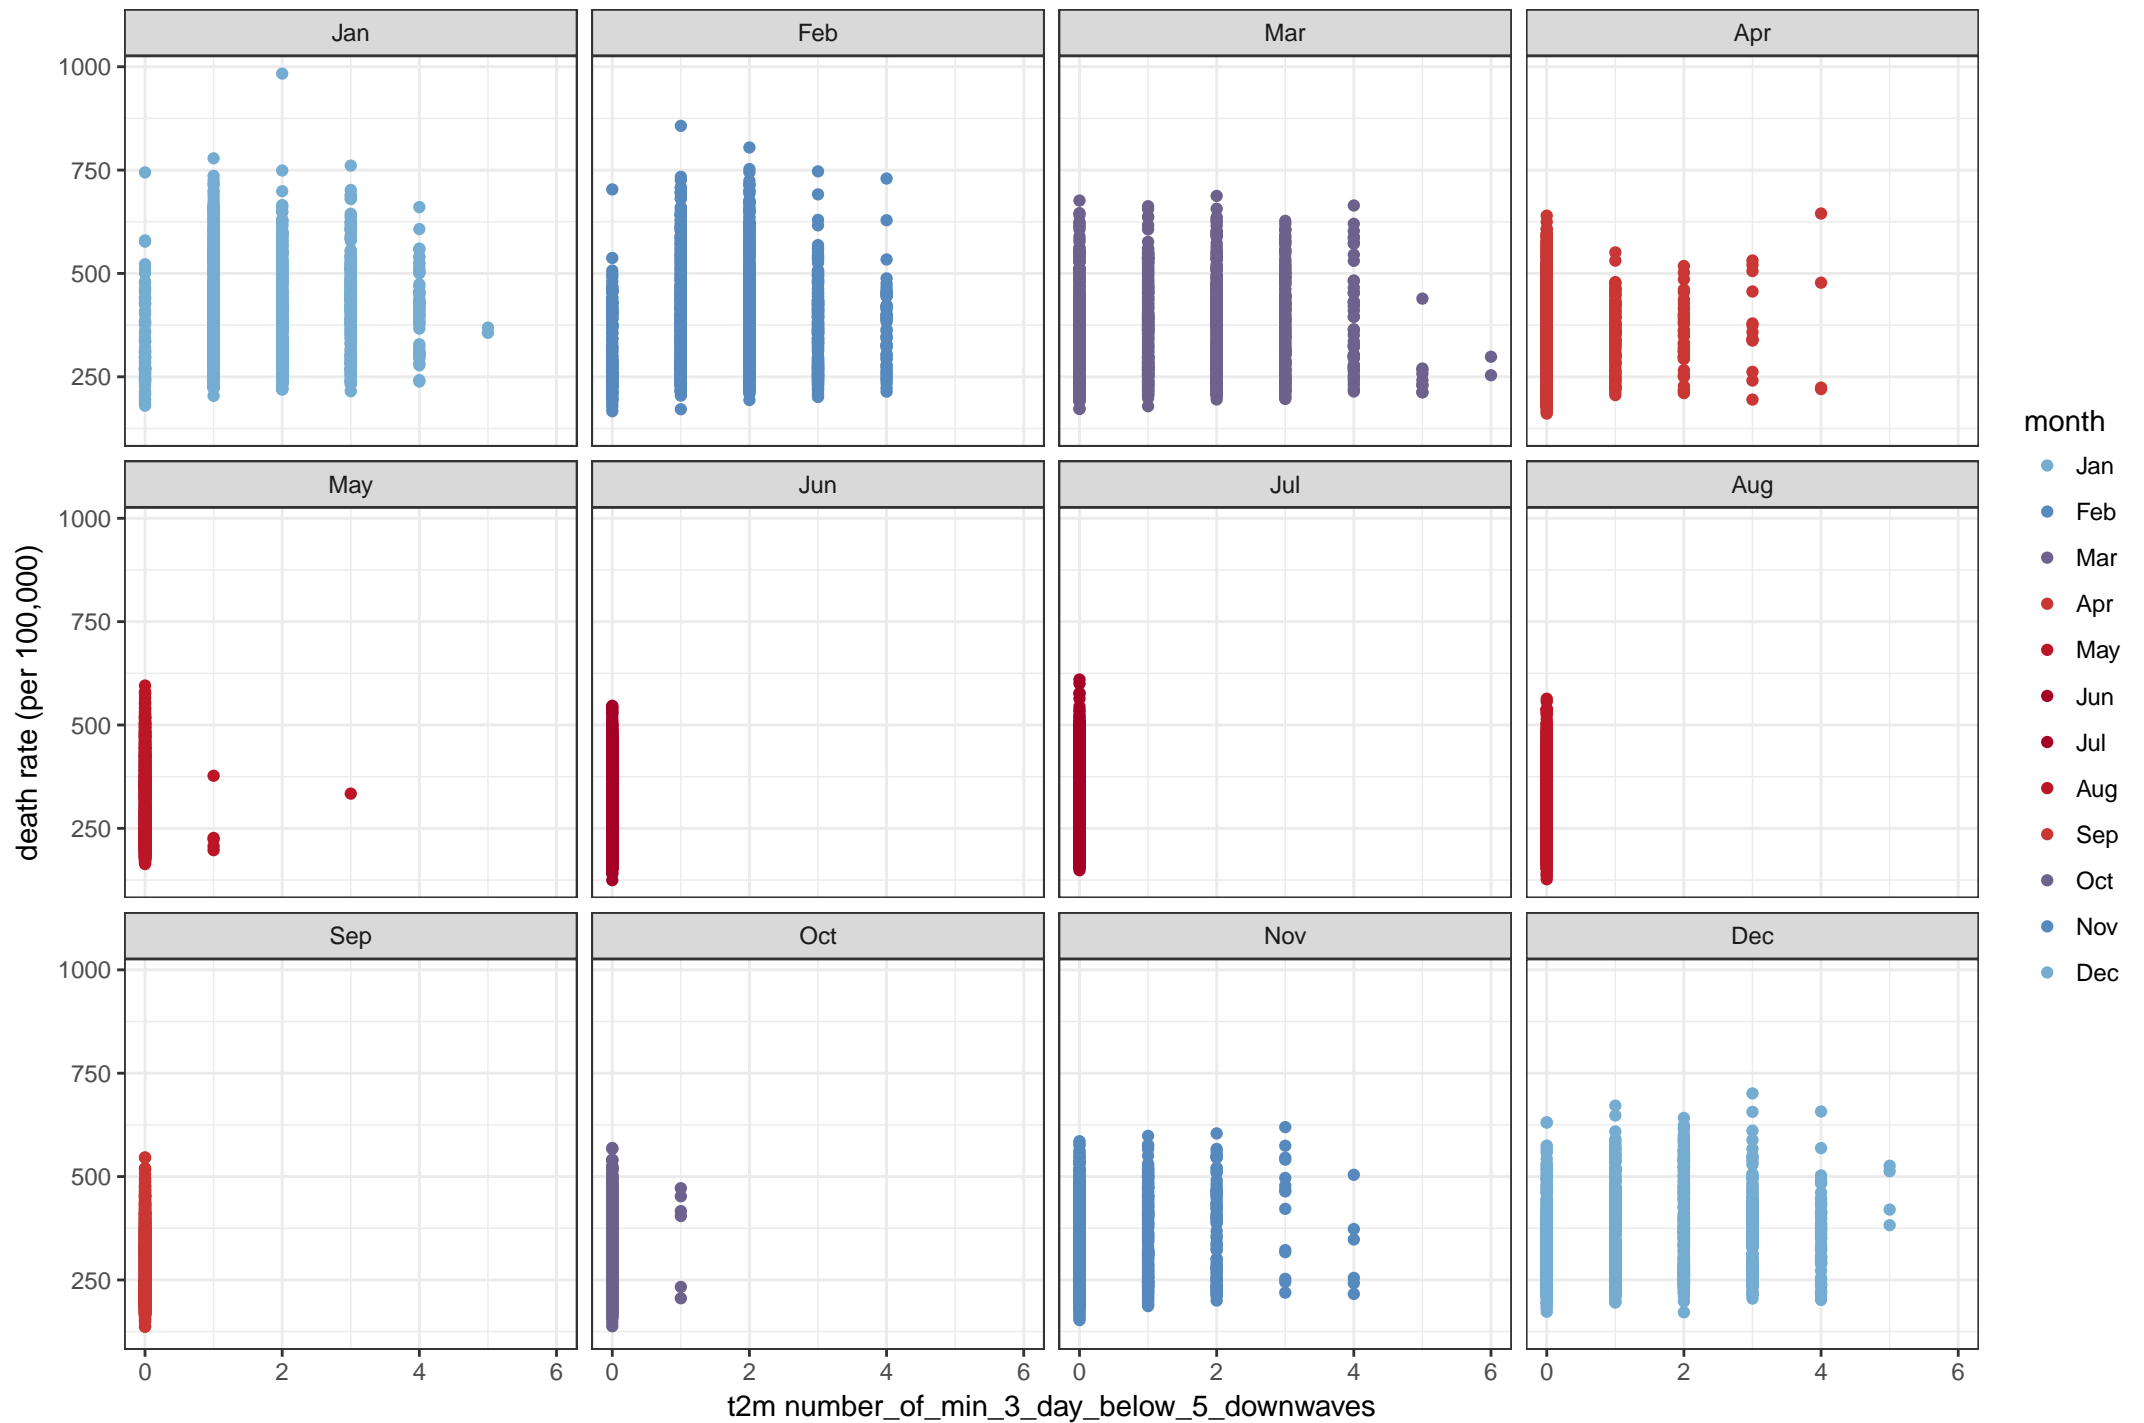 Jan Feb Mar Apr
1000
750
500
250
May Jun Jul Aug
1000
750
500
250
Sep Oct Nov Dec
1000
750
500
250
0 2 4 6 0 2 4 6 0 2 4 6 0 2 4 6
t2m number_of_min_3_day_below_5_downwaves
death rate (per 100,000)
month
Jan
Feb
Mar
Apr
May
Jun
Jul
Aug
Sep
Oct
Nov
Dec